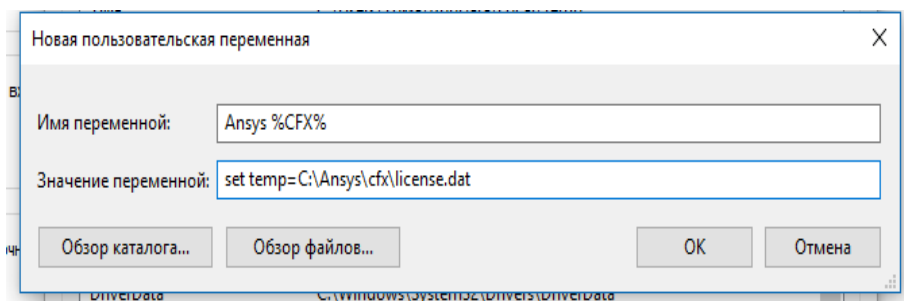 Новая пользовательская переменная
Имя переменной: Ansys %CFX%
Значение переменной: set temp=C:\Ansys\cfx\license.dat
Обзор каталога... Обзор файлов... OK Отмена
DriverData C:\Windows\System32\Drivers\DriverData